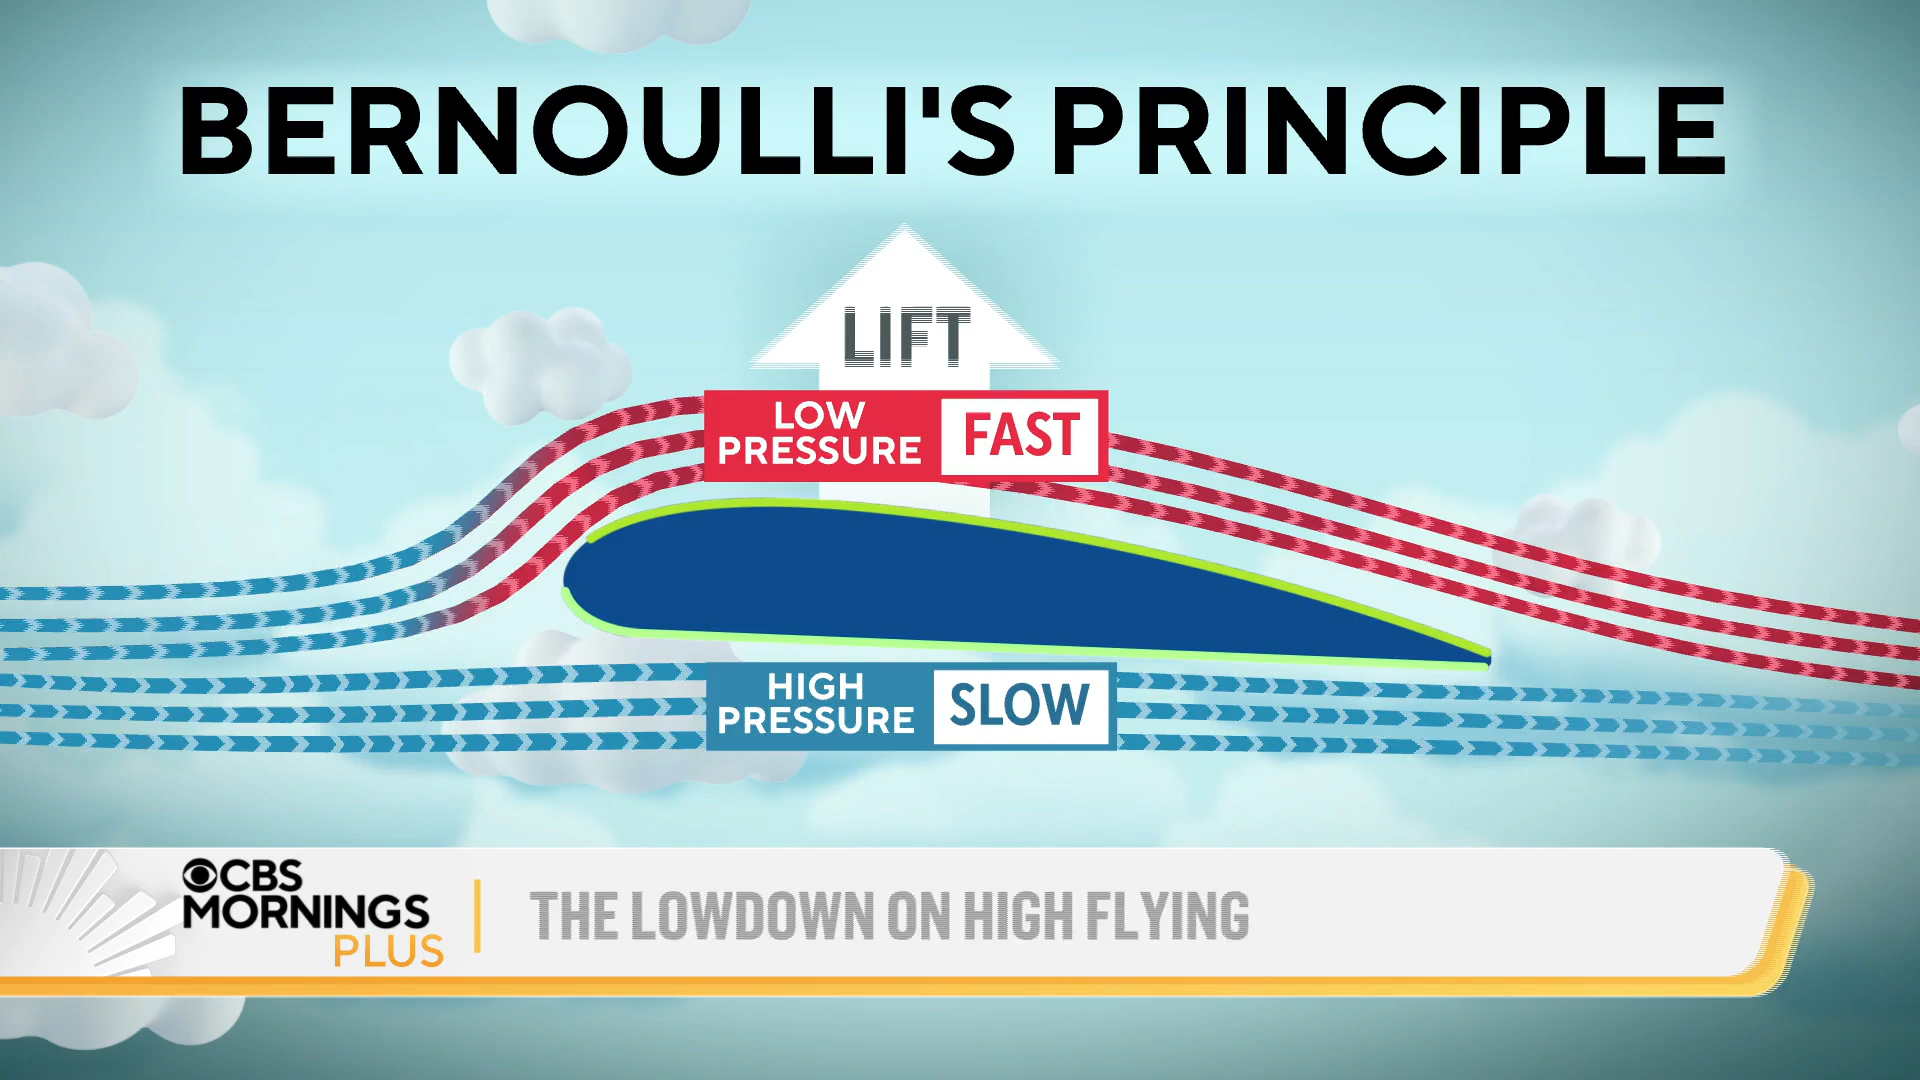 BERNOULLI'S PRINCIPLE
LIFT
LOW
PRESSURE
FAST
HIGH
PRESSURE
SLOW
CBS
MORNINGS
PLUS
THE LOWDOWN ON HIGH FLYING